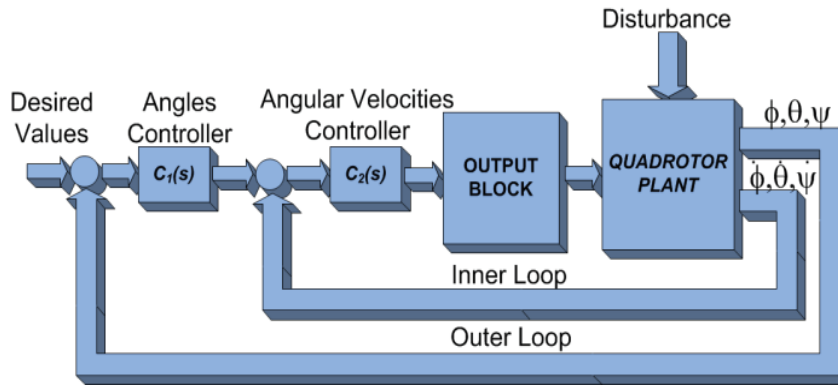 Disturbance
Desired
Values
Angles
Controller
Angular Velocities
Controller
C₁(s)
C₂(s)
OUTPUT
BLOCK
QUADROTOR
PLANT
ϕ,θ,ψ
ϕ̇,θ̇,ψ̇
Inner Loop
Outer Loop